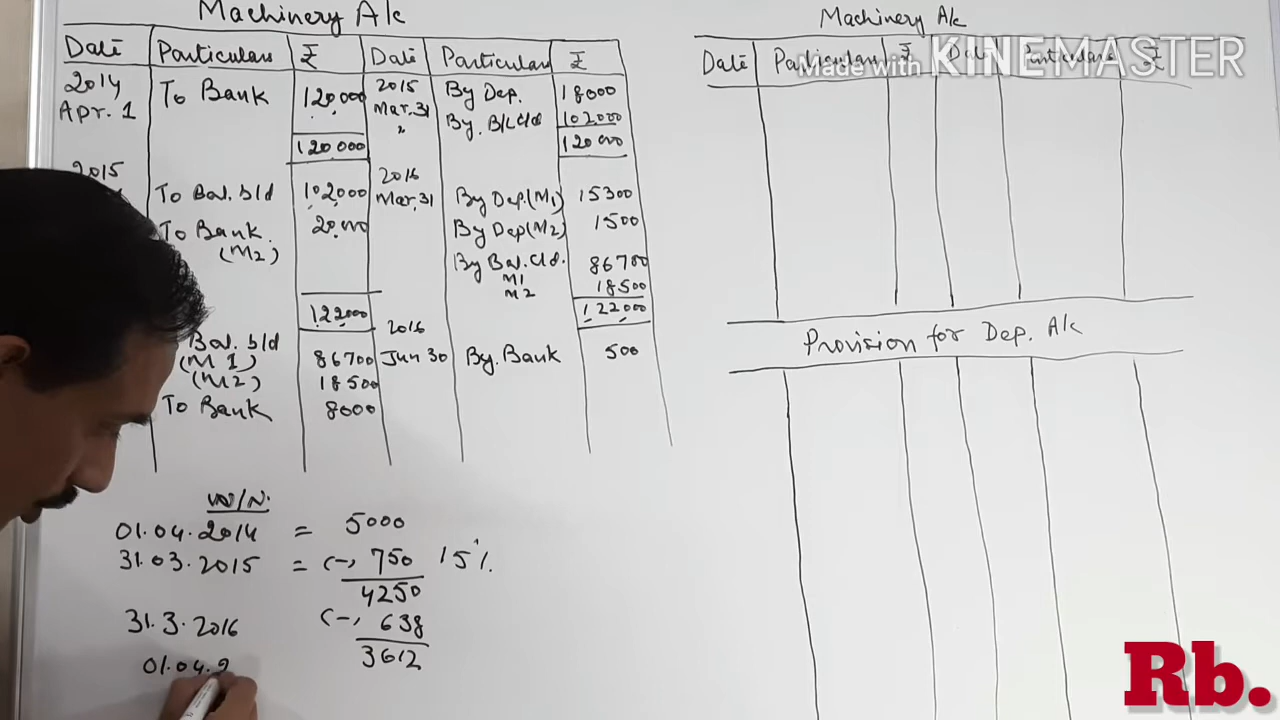 Machinery A/c
Date Particulars ₹ Date Particulars ₹
2014 To Bank 120000 2015 By Dep. 18000
Apr. 1 Mar. 31 By. B/L C/d 102000
" 120000 120000
2015 2016
To Bal. b/d 102000 Mar, 31 By Dep. (M1) 15300
To Bank 20000 By Dep (M2) 1500
(M2) By Bal. C/d. 86700
M1
M2 18500
122000 122000
Bal. b/d 2016
(M1) 86700 Jun 30 By. Bank 500
(M2) 18500
To Bank 8000
W/N.
01.04.2014 = 5000
31.03.2015 = (-) 750 15%
4250
31.3.2016 (-) 638
3612
01.04.2
Machinery A/c
Date Particulars ₹ Date Particulars ₹
Made with KINEMASTER
Provision for Dep. A/c
Rb.